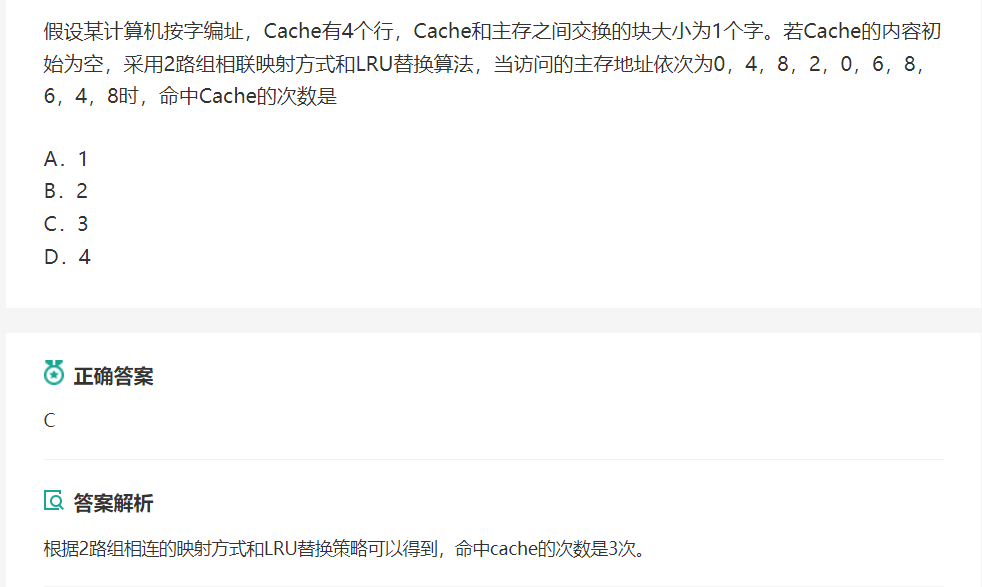 假设某计算机按字编址，Cache有4个行，Cache和主存之间交换的块大小为1个字。若Cache的内容初
始为空，采用2路组相联映射方式和LRU替换算法，当访问的主存地址依次为0，4，8，2，0，6，8，
6，4，8时，命中Cache的次数是
A．1
B．2
C．3
D．4
正确答案
C
答案解析
根据2路组相连的映射方式和LRU替换策略可以得到，命中cache的次数是3次。